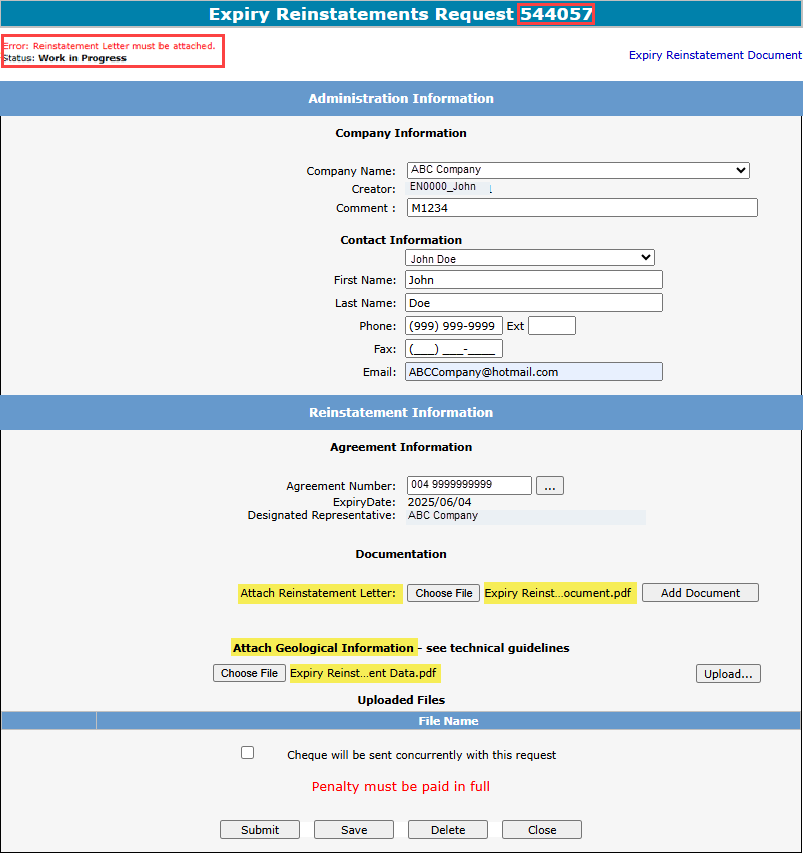 Expiry Reinstatements Request 544057
Error: Reinstatement Letter must be attached.
Status: Work in Progress
Expiry Reinstatement Document
Administration Information
Company Information
Company Name: ABC Company
Creator: EN0000_John
Comment : M1234
Contact Information
John Doe
First Name: John
Last Name: Doe
Phone: (999) 999-9999 Ext
Fax: (___) ___-____
Email: ABCCompany@hotmail.com
Reinstatement Information
Agreement Information
Agreement Number: 004 9999999999 ...
ExpiryDate: 2025/06/04
Designated Representative: ABC Company
Documentation
Attach Reinstatement Letter: Choose File Expiry Reinst...ocument.pdf Add Document
Attach Geological Information - see technical guidelines
Choose File Expiry Reinst...ent Data.pdf Upload...
Uploaded Files
File Name
Cheque will be sent concurrently with this request
Penalty must be paid in full
Submit Save Delete Close